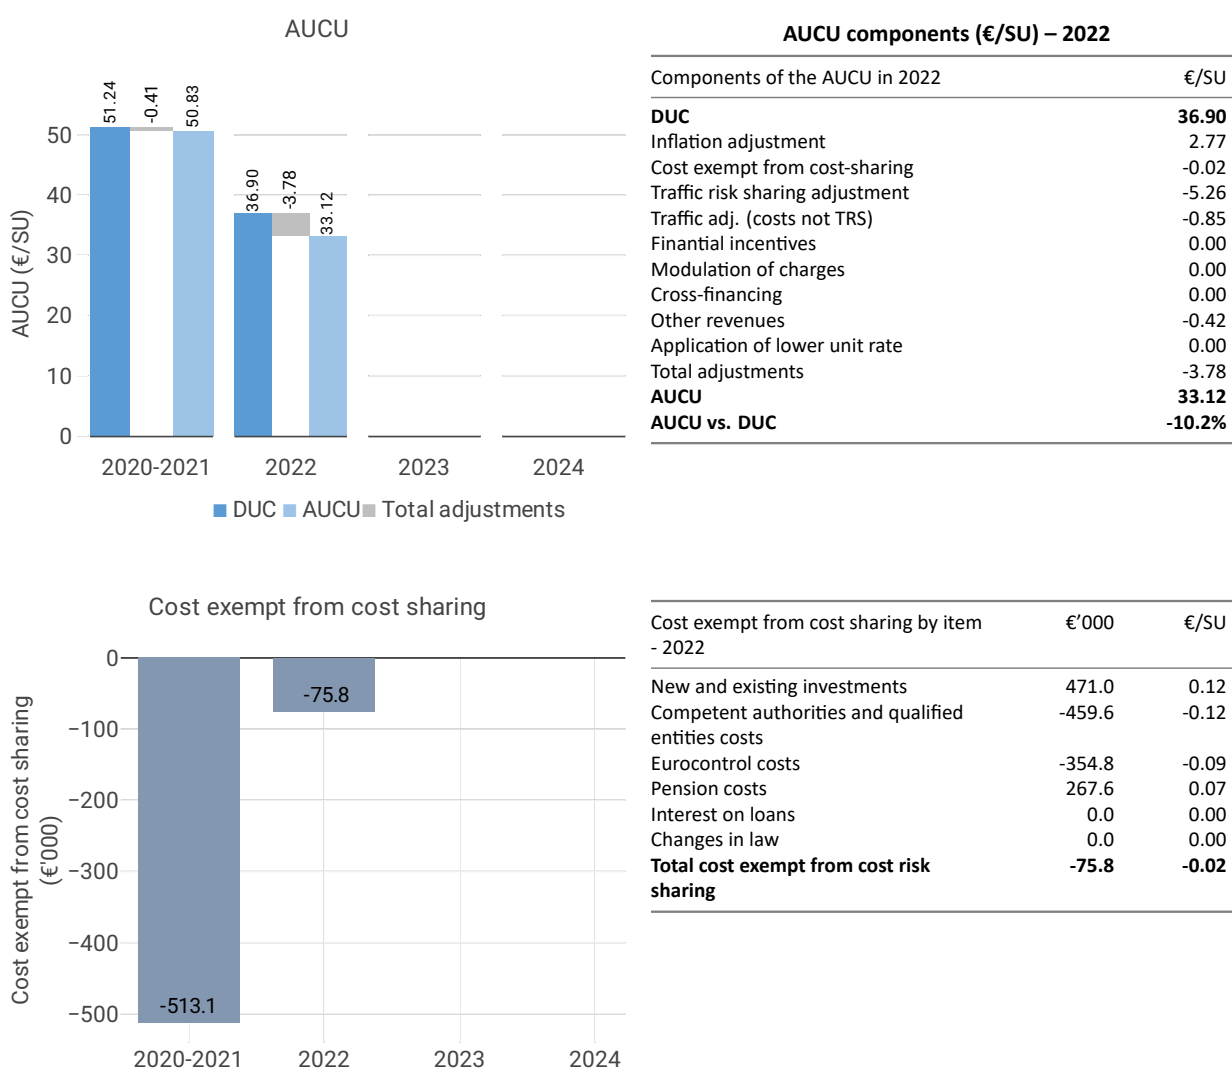 AUCU
AUCU (€/SU)
50
40
30
20
10
0
51.24
-0.41
50.83
36.90
-3.78
33.12
2020-2021
2022
2023
2024
DUC
AUCU
Total adjustments
AUCU components (€/SU) – 2022
Components of the AUCU in 2022 €/SU
DUC 36.90
Inflation adjustment 2.77
Cost exempt from cost-sharing -0.02
Traffic risk sharing adjustment -5.26
Traffic adj. (costs not TRS) -0.85
Finantial incentives 0.00
Modulation of charges 0.00
Cross-financing 0.00
Other revenues -0.42
Application of lower unit rate 0.00
Total adjustments -3.78
AUCU 33.12
AUCU vs. DUC -10.2%
Cost exempt from cost sharing
Cost exempt from cost sharing
(€'000)
0
−100
−200
−300
−400
−500
-513.1
-75.8
2020-2021
2022
2023
2024
Cost exempt from cost sharing by item €’000 €/SU
- 2022
New and existing investments 471.0 0.12
Competent authorities and qualified -459.6 -0.12
entities costs
Eurocontrol costs -354.8 -0.09
Pension costs 267.6 0.07
Interest on loans 0.0 0.00
Changes in law 0.0 0.00
Total cost exempt from cost risk -75.8 -0.02
sharing